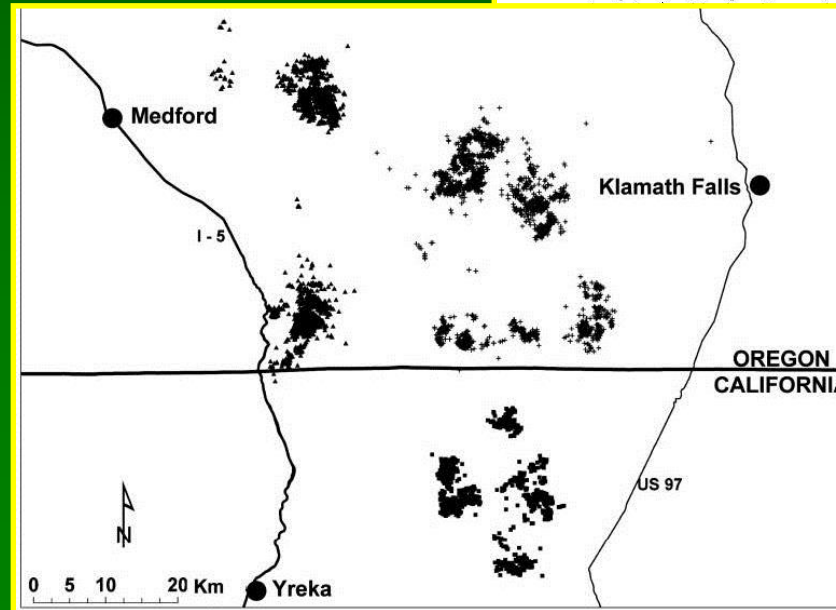 Medford
Klamath Falls
I - 5
OREGON
CALIFORNIA
US 97
N
0 5 10 20 Km
Yreka